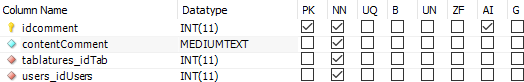 Column Name Datatype PK NN UQ B UN ZF AI G
idcomment INT(11)
contentComment MEDIUMTEXT
tablatures_idTab INT(11)
users_idUsers INT(11)